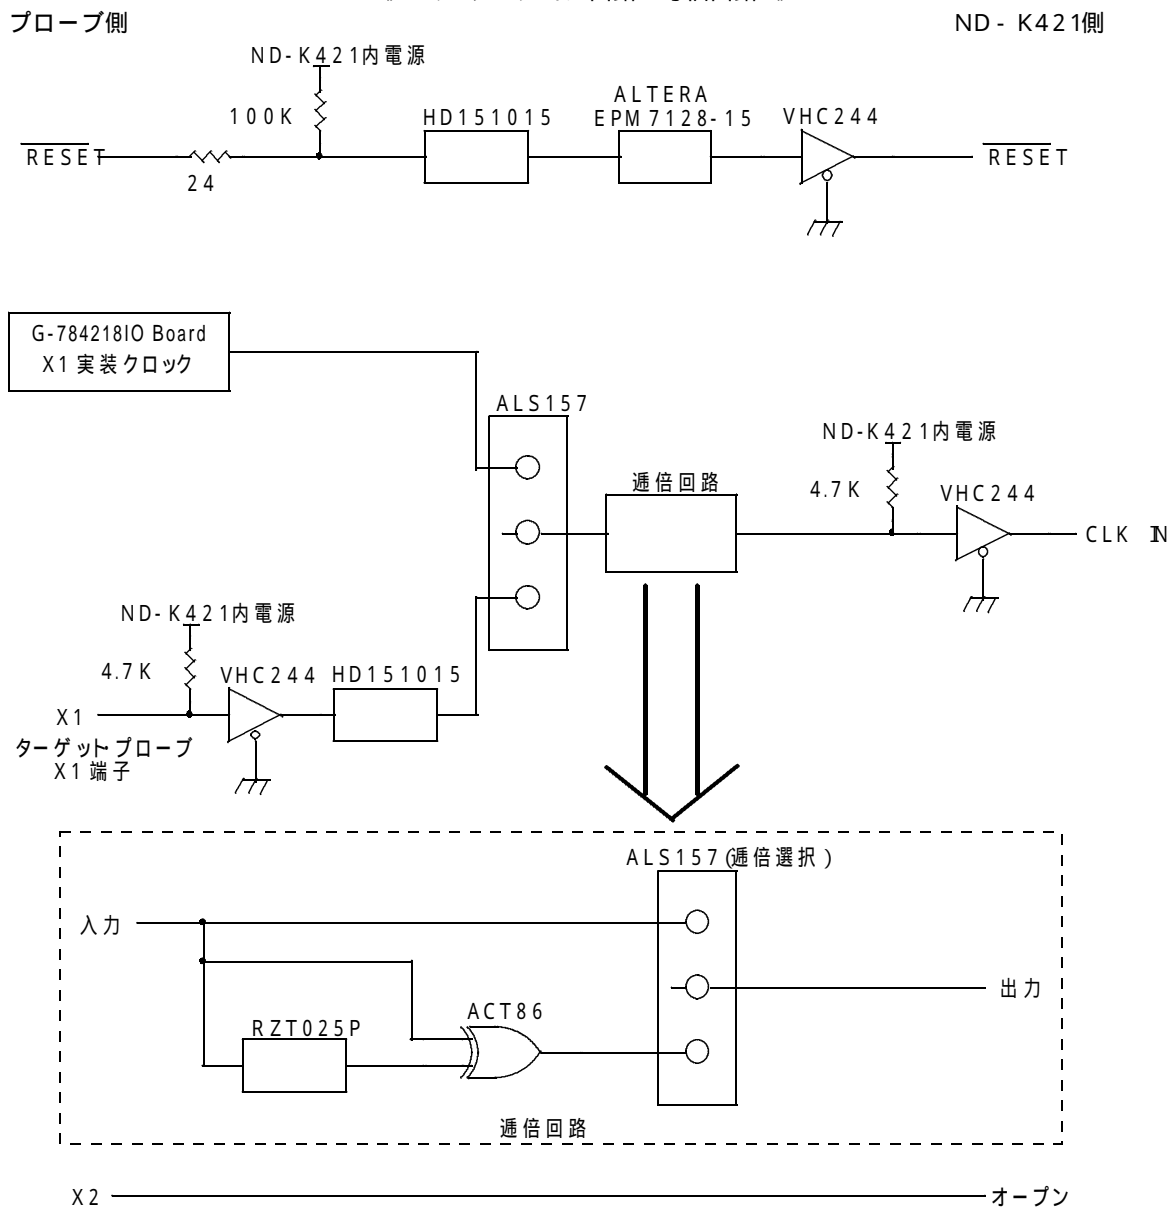 プローブ側
ND - K421側
ND-K421内電源
100K
HD151015
ALTERA
EPM7128-15
VHC244
RESET
24
RESET
G-784218IO Board
X1 実装クロック
ALS157
ND-K421内電源
逓倍回路
4.7K
VHC244
CLK IN
ND-K421内電源
4.7K
VHC244
HD151015
X1
ターゲット・プローブ
X1 端子
ALS157(逓倍選択)
入力
出力
ACT86
RZT025P
逓倍回路
X2
オープン